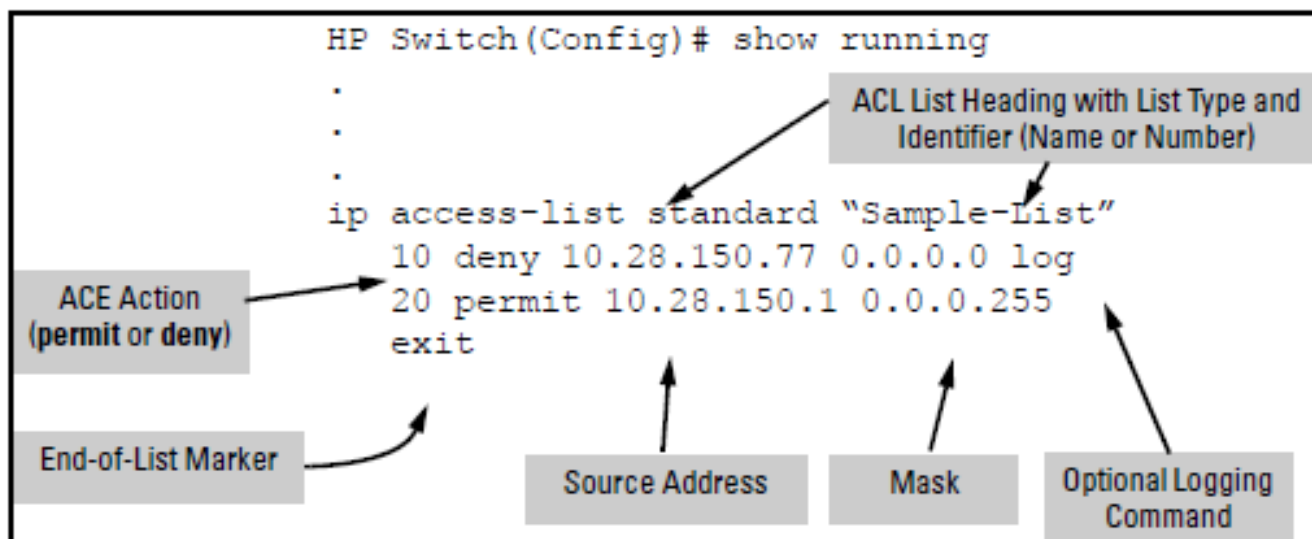 HP Switch(Config)# show running
.
.
.
ACL List Heading with List Type and
Identifier (Name or Number)
ip access-list standard “Sample-List”
10 deny 10.28.150.77 0.0.0.0 log
20 permit 10.28.150.1 0.0.0.255
exit
ACE Action
(permit or deny)
End-of-List Marker
Source Address
Mask
Optional Logging
Command